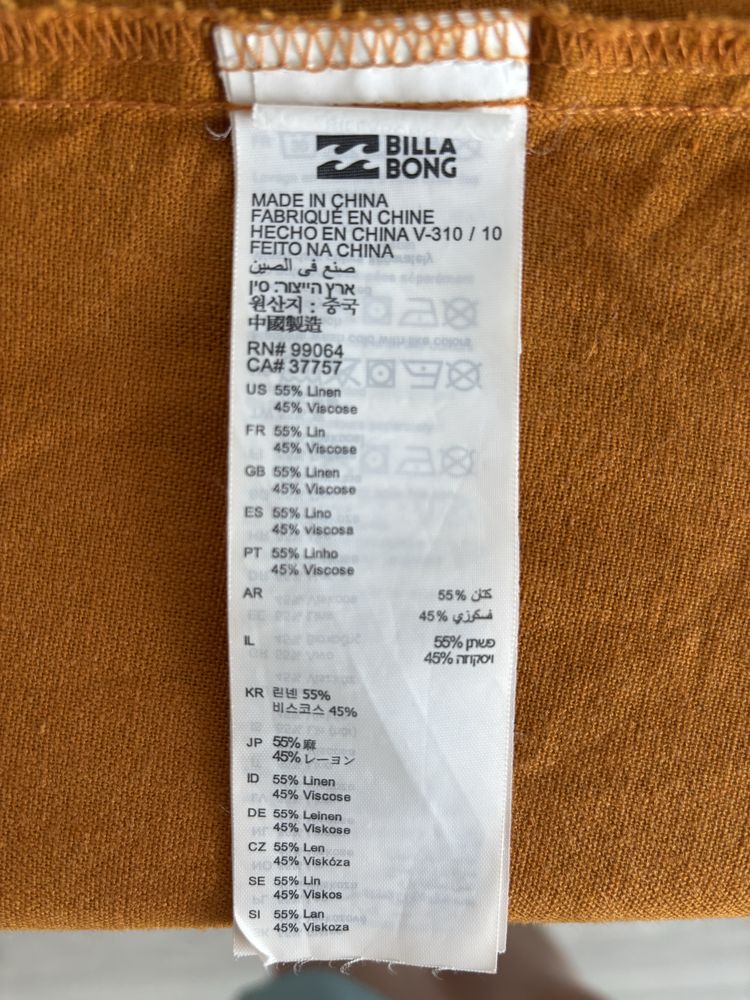 BILLA
BONG
MADE IN CHINA
FABRIQUÉ EN CHINE
HECHO EN CHINA V-310 / 10
FEITO NA CHINA
صنع في الصين
ארץ הייצור: סין
원산지 : 중국
中國製造
RN# 99064
CA# 37757
US 55% Linen
45% Viscose
FR 55% Lin
45% Viscose
GB 55% Linen
45% Viscose
ES 55% Lino
45% viscosa
PT 55% Linho
45% Viscose
AR 55% كتان
45% فسكوزي
IL 55% פשתן
45% ויסקוזה
KR 린넨 55%
비스코스 45%
JP 55% 麻
45% レーヨン
ID 55% Linen
45% Viscose
DE 55% Leinen
45% Viskose
CZ 55% Len
45% Viskóza
SE 55% Lin
45% Viskos
SI 55% Lan
45% Viskoza